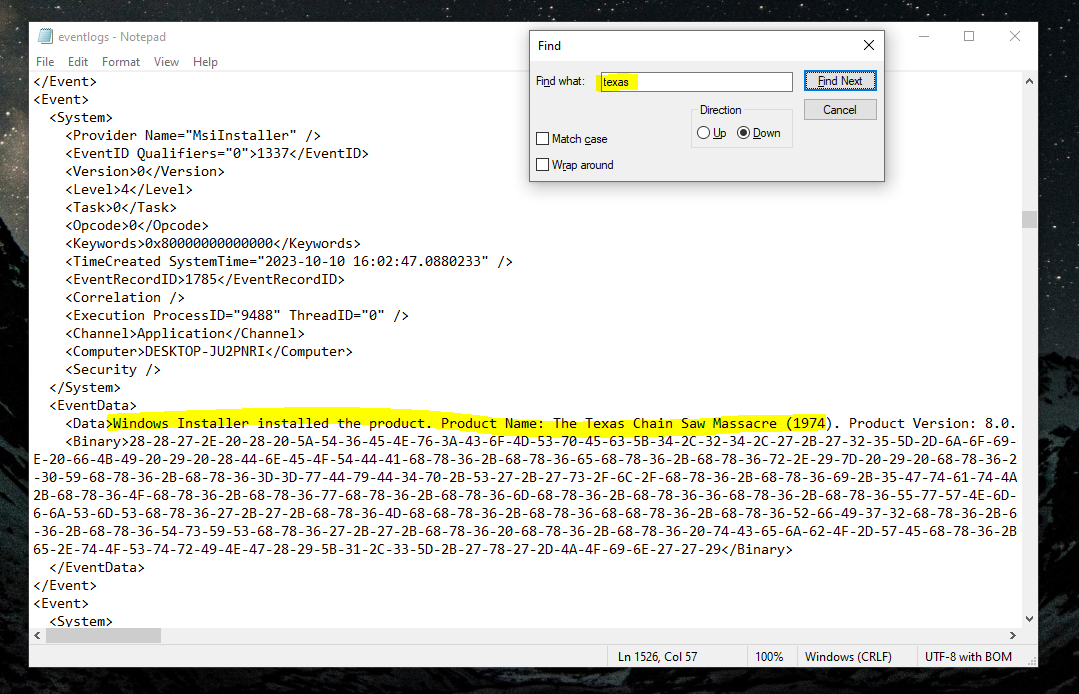 eventlogs - Notepad
File Edit Format View Help
Find
Find what: texas
Find Next
Cancel
Direction
Up Down
Match case
Wrap around
</Event>
<Event>
<System>
<Provider Name="MsiInstaller" />
<EventID Qualifiers="0">1337</EventID>
<Version>0</Version>
<Level>4</Level>
<Task>0</Task>
<Opcode>0</Opcode>
<Keywords>0x80000000000000</Keywords>
<TimeCreated SystemTime="2023-10-10 16:02:47.0880233" />
<EventRecordID>1785</EventRecordID>
<Correlation />
<Execution ProcessID="9488" ThreadID="0" />
<Channel>Application</Channel>
<Computer>DESKTOP-JU2PNRI</Computer>
<Security />
</System>
<EventData>
<Data>Windows Installer installed the product. Product Name: The Texas Chain Saw Massacre (1974). Product Version: 8.0.
<Binary>28-28-27-2E-20-28-20-5A-54-36-45-4E-76-3A-43-6F-4D-53-70-45-63-5B-34-2C-32-34-2C-27-2B-27-32-35-5D-2D-6A-6F-69-
E-20-66-4B-49-20-29-20-28-44-6E-45-4F-54-44-41-68-78-36-2B-68-78-36-65-68-78-36-2B-68-78-36-72-2E-29-7D-20-29-20-68-78-36-2
-30-59-68-78-36-2B-68-78-36-3D-3D-77-44-79-44-34-70-2B-53-27-2B-27-73-2F-6C-2F-68-78-36-2B-68-78-36-69-2B-35-47-74-61-74-4A
2B-68-78-36-4F-68-78-36-2B-68-78-36-77-68-78-36-2B-68-78-36-6D-68-78-36-2B-68-78-36-36-68-78-36-2B-68-78-36-55-77-57-4E-6D-
-6-6A-53-6D-53-68-78-36-27-2B-27-2B-68-78-36-4D-68-78-36-2B-68-78-36-68-68-78-36-2B-68-78-36-52-66-49-37-32-68-78-36-2B-6
-36-2B-68-78-36-54-73-59-53-68-78-36-27-2B-27-2B-68-78-36-20-68-78-36-2B-68-78-36-20-74-43-65-6A-62-4F-2D-57-45-68-78-36-2B
65-2E-74-4F-53-74-72-49-4E-47-28-29-5B-31-2C-33-5D-2B-27-78-27-2D-4A-4F-69-6E-27-27-29</Binary>
</EventData>
</Event>
<Event>
<System>
Ln 1526, Col 57 100% Windows (CRLF) UTF-8 with BOM